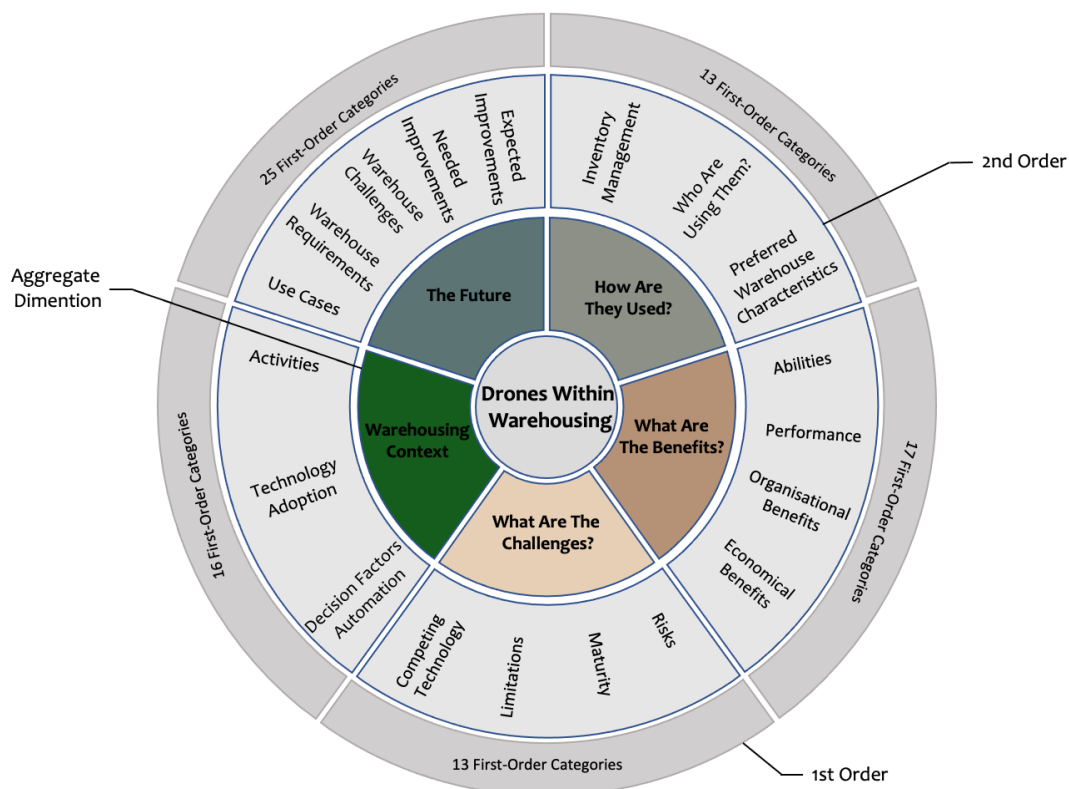 25 First-Order Categories
13 First-Order Categories
2nd Order
Expected
Improvements
Needed
Improvements
Warehouse
Challenges
Warehouse
Requirements
Use Cases
Inventory
Management
Who Are
Using Them?
Preferred
Warehouse
Characteristics
Aggregate
Dimention
The Future
How Are
They Used?
Drones Within
Warehousing
Warehousing
Context
What Are
The Benefits?
What Are The
Challenges?
Activities
Technology
Adoption
Decision Factors
Automation
16 First-Order Categories
Abilities
Performance
Organisational
Benefits
Economical
Benefits
17 First-Order Categories
Competing
Technology
Limitations
Maturity
Risks
13 First-Order Categories
1st Order